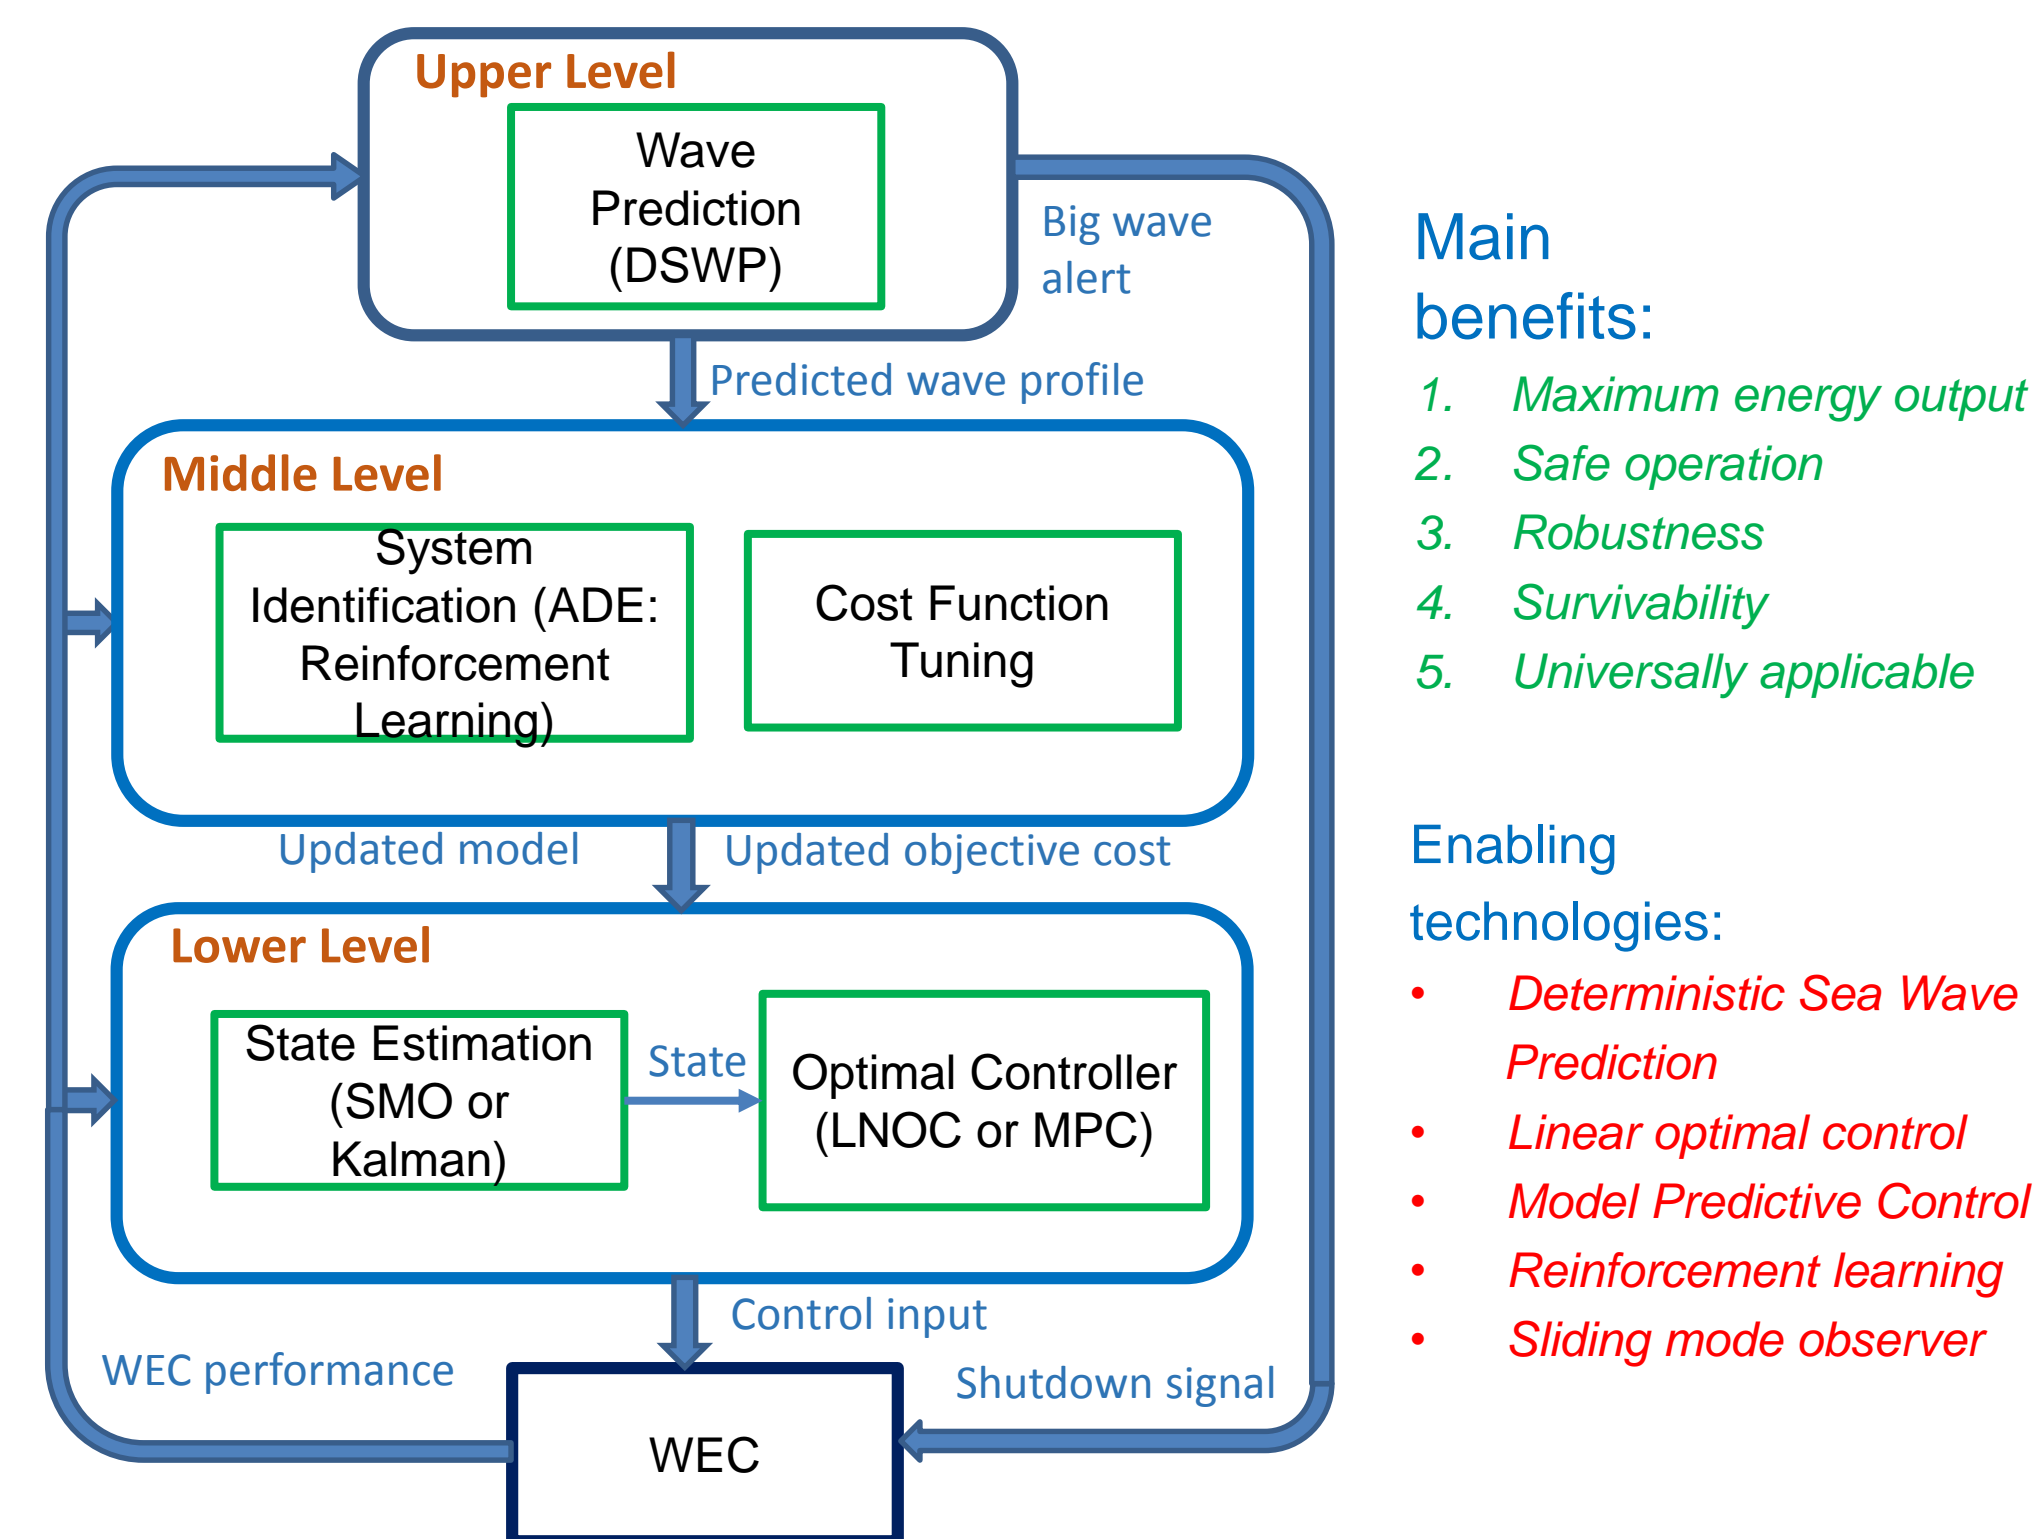 Upper Level
Wave
Prediction
(DSWP)
Big wave
alert
Predicted wave profile
Middle Level
System
Identification (ADE:
Reinforcement
Learning)
Cost Function
Tuning
Updated model
Updated objective cost
Lower Level
State Estimation
(SMO or
Kalman)
State
Optimal Controller
(LNOC or MPC)
Control input
WEC performance
Shutdown signal
WEC
Main
benefits:
1. Maximum energy output
2. Safe operation
3. Robustness
4. Survivability
5. Universally applicable
Enabling
technologies:
• Deterministic Sea Wave
Prediction
• Linear optimal control
• Model Predictive Control
• Reinforcement learning
• Sliding mode observer